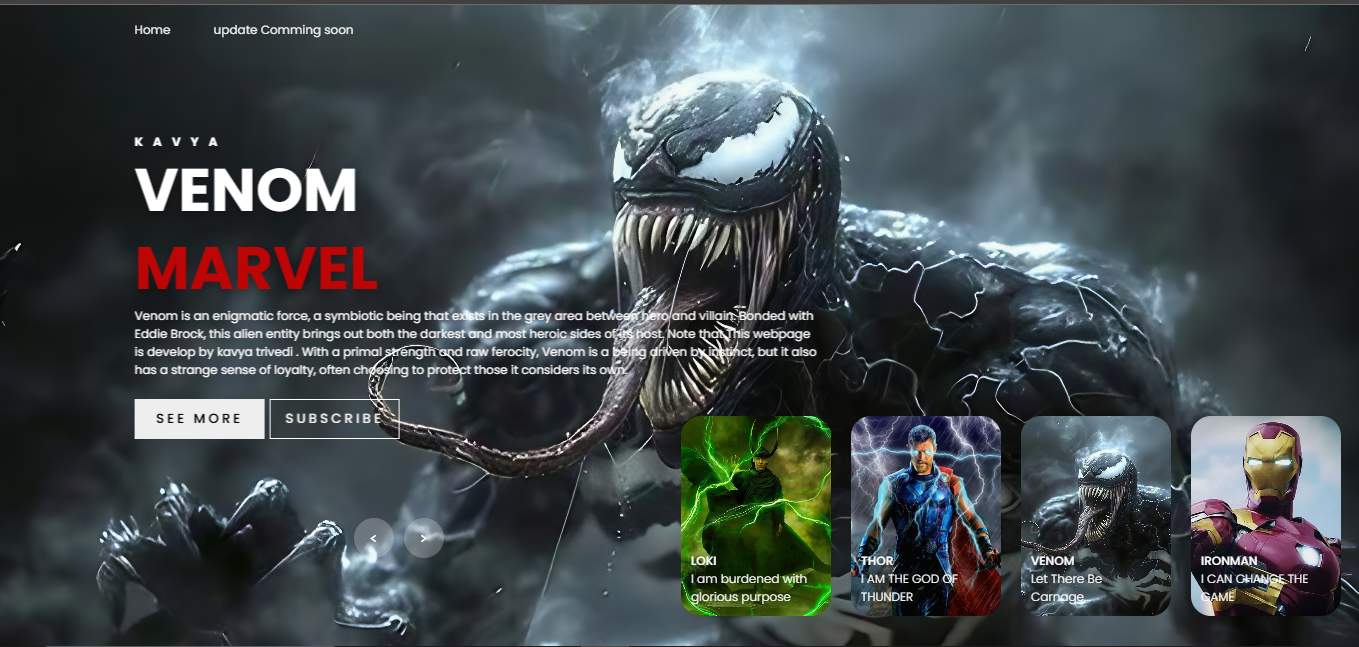 Home
update Comming soon
KAVYA
VENOM
MARVEL
Venom is an enigmatic force, a symbiotic being that exists in the grey area between hero and villain. Bonded with
Eddie Brock, this alien entity brings out both the darkest and most heroic sides of its host. Note that This webpage
is develop by kavya trivedi . With a primal strength and raw ferocity, Venom is a being driven by instinct, but it also
has a strange sense of loyalty, often choosing to protect those it considers its own.
SEE MORE
SUBSCRIBE
<
>
LOKI
I am burdened with
glorious purpose
THOR
I AM THE GOD OF
THUNDER
VENOM
Let There Be
Carnage
IRONMAN
I CAN CHANGE THE
GAME